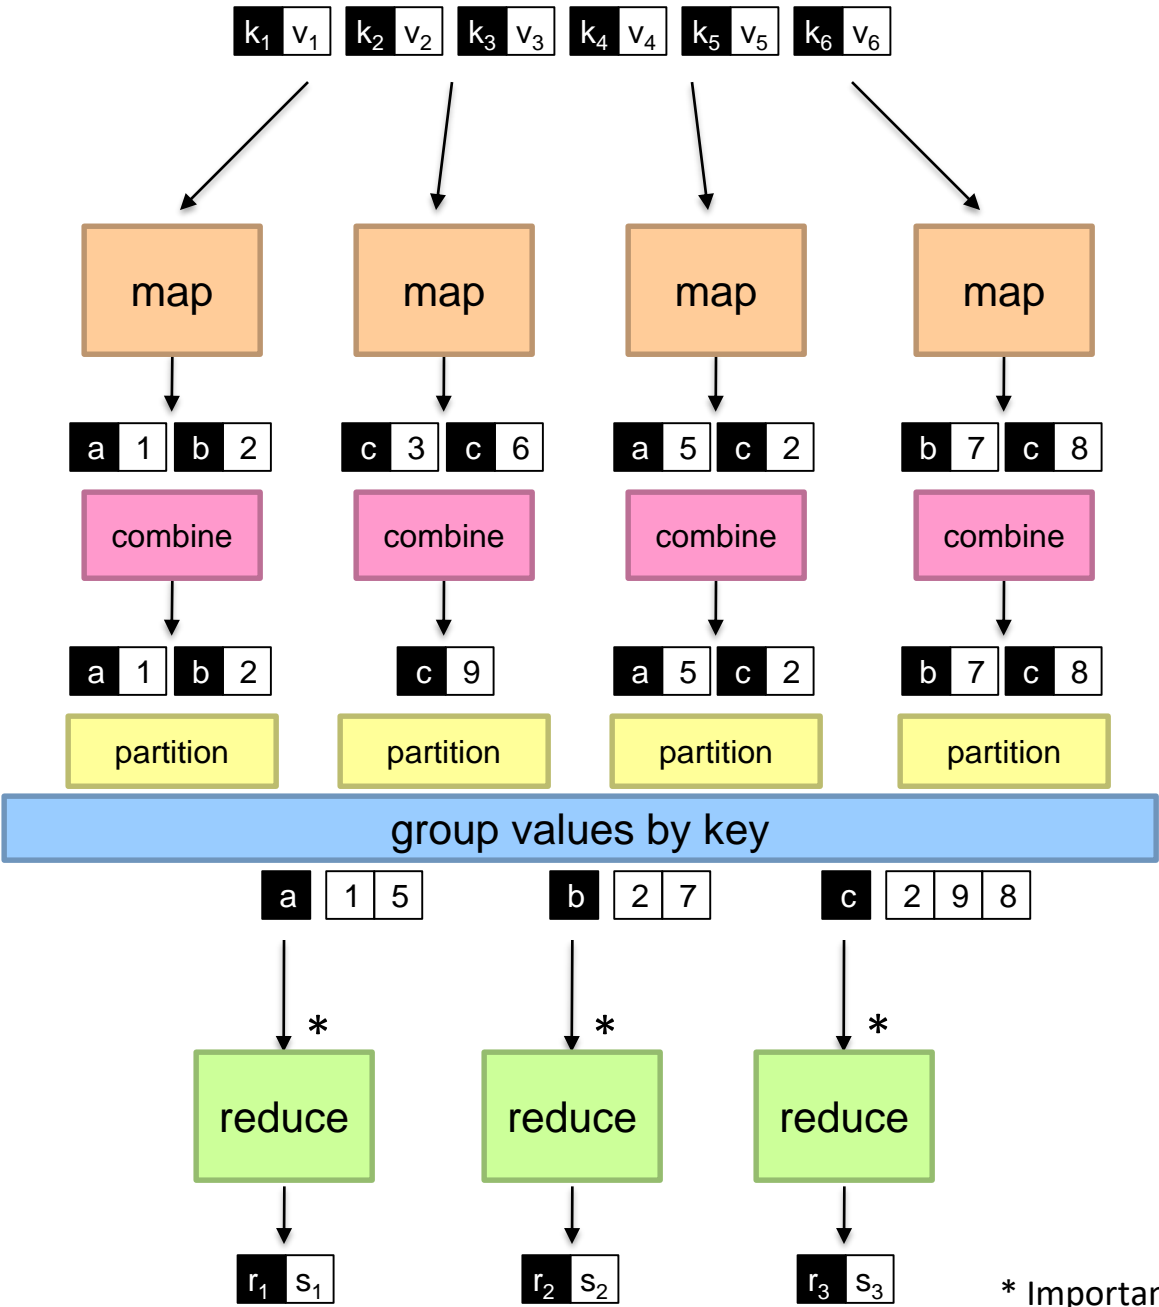 k₁ v₁ k₂ v₂ k₃ v₃ k₄ v₄ k₅ v₅ k₆ v₆
map map map map
a 1 b 2 c 3 c 6 a 5 c 2 b 7 c 8
combine combine combine combine
a 1 b 2 c 9 a 5 c 2 b 7 c 8
partition partition partition partition
group values by key
a 1 5 b 2 7 c 2 9 8
* * *
reduce reduce reduce
r₁ s₁ r₂ s₂ r₃ s₃
*